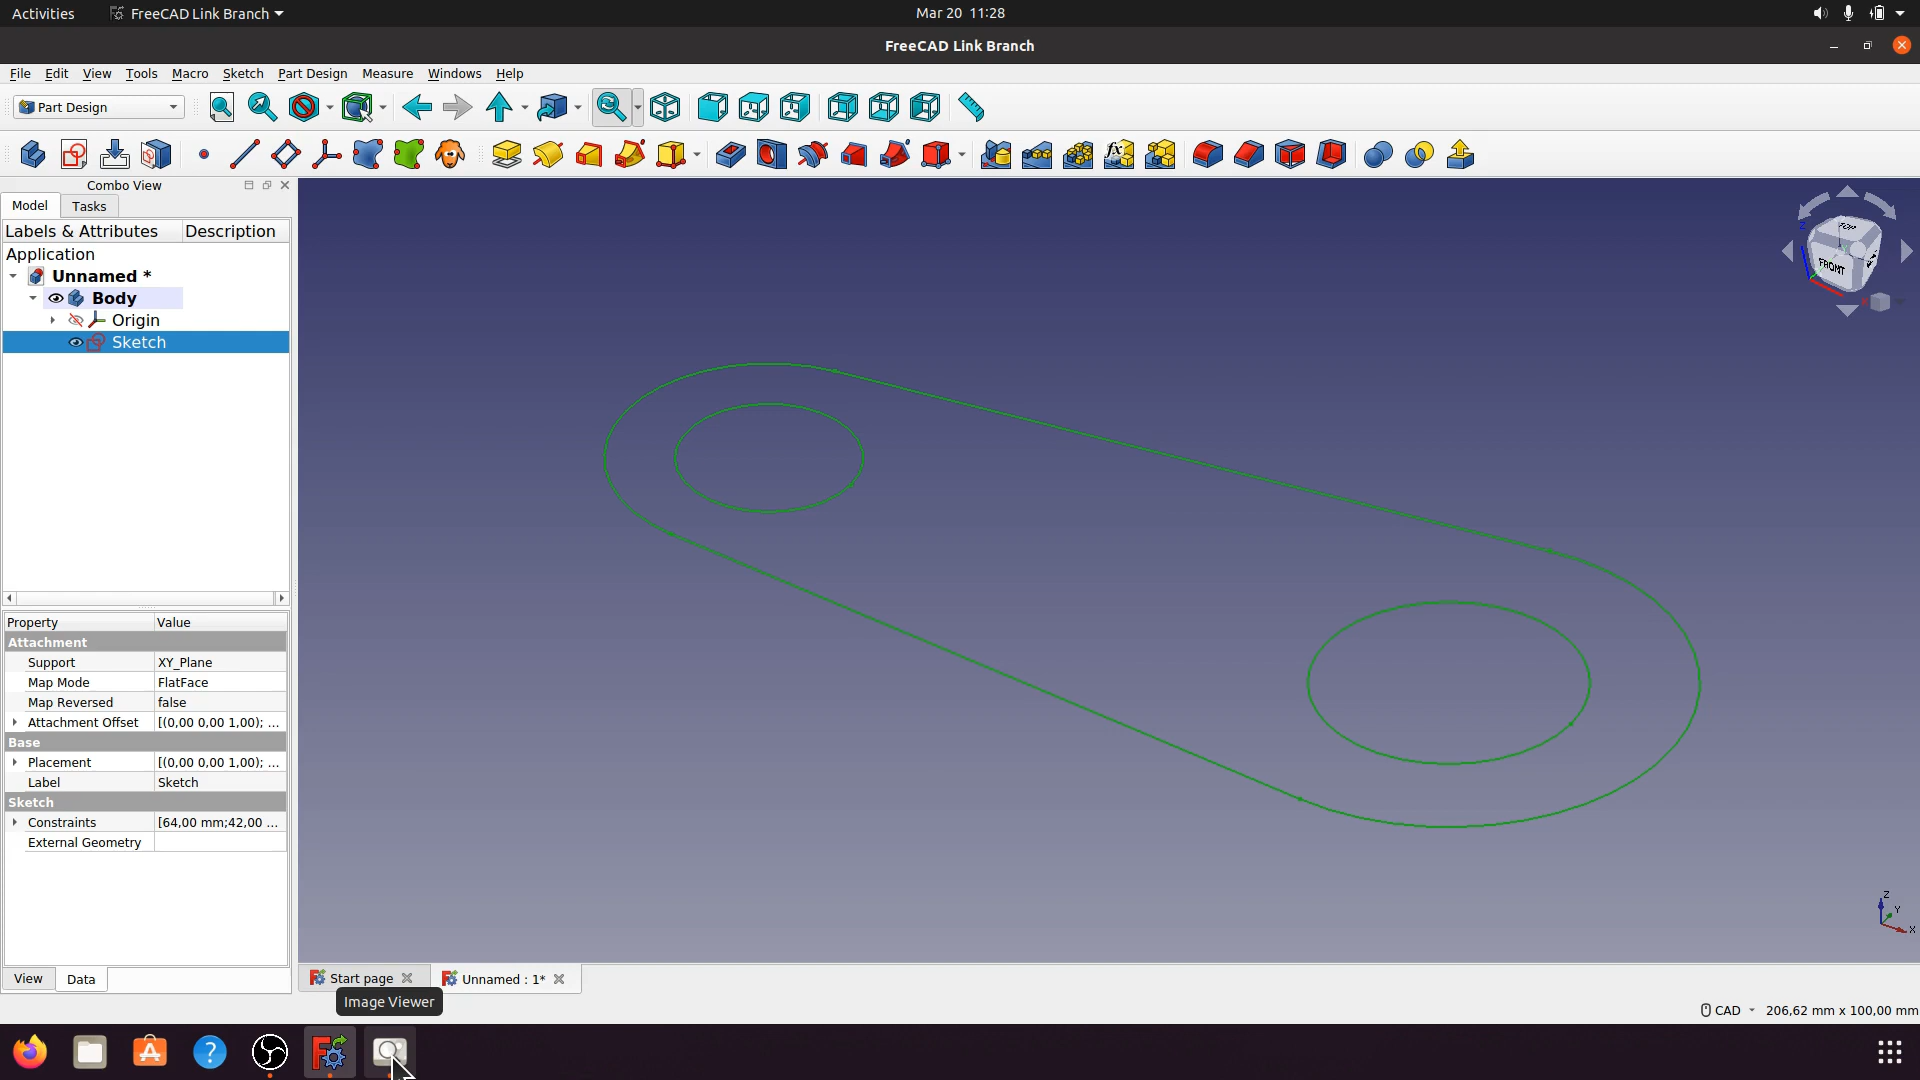 Activities FreeCAD Link Branch Mar 20 11:28
FreeCAD Link Branch
File Edit View Tools Macro Sketch Part Design Measure Windows Help
Part Design
Combo View
Model Tasks
Labels & Attributes Description
Application
Unnamed *
Body
Origin
Sketch
TOP
FRONT
Z
Property Value
Attachment
Support XY_Plane
Map Mode FlatFace
Map Reversed false
Attachment Offset [(0,00 0,00 1,00); ...
Base
Placement [(0,00 0,00 1,00); ...
Label Sketch
Sketch
Constraints [64,00 mm;42,00 ...
External Geometry
Z
Y
X
View Data
Start page Unnamed : 1*
Image Viewer
CAD 206,62 mm x 100,00 mm